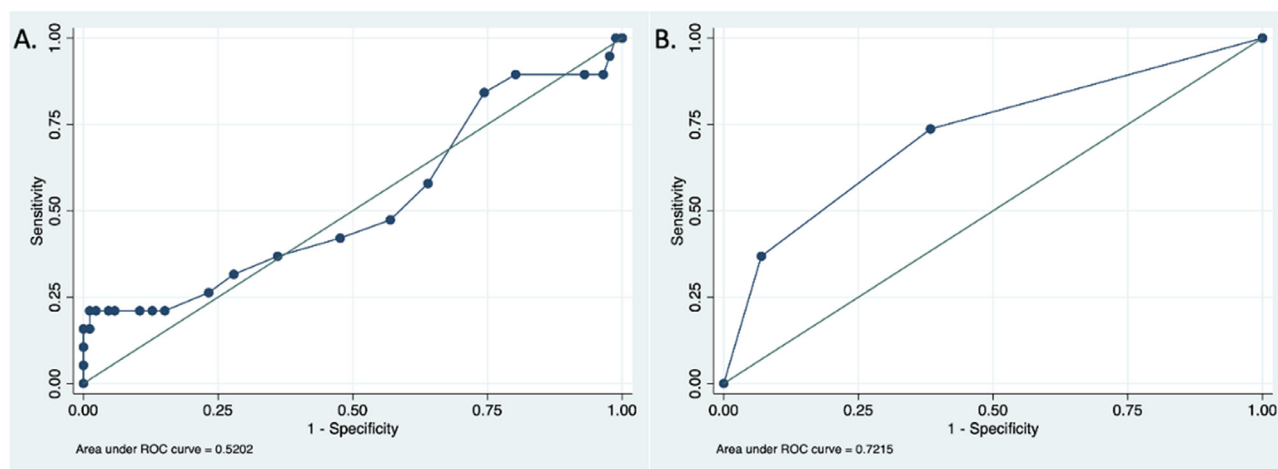 A.
1.00
0.75
0.50
0.25
0.00
Sensitivity
0.00 0.25 0.50 0.75 1.00
1 - Specificity
Area under ROC curve = 0.5202
B.
1.00
0.75
0.50
0.25
0.00
Sensitivity
0.00 0.25 0.50 0.75 1.00
1 - Specificity
Area under ROC curve = 0.7215